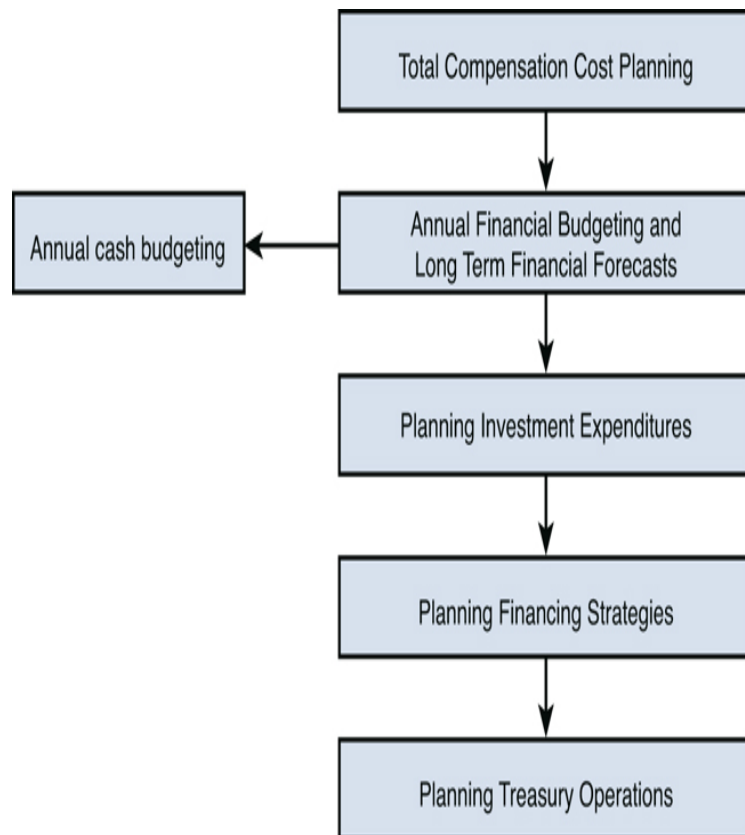 Total Compensation Cost Planning
Annual cash budgeting
Annual Financial Budgeting and
Long Term Financial Forecasts
Planning Investment Expenditures
Planning Financing Strategies
Planning Treasury Operations